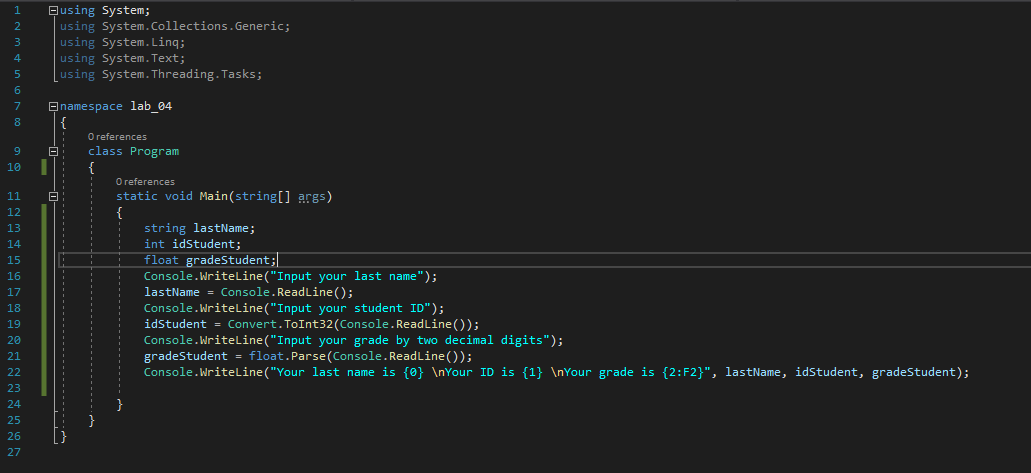 1 using System;
2 using System.Collections.Generic;
3 using System.Linq;
4 using System.Text;
5 using System.Threading.Tasks;
6
7 namespace lab_04
8 {
0 references
9 class Program
10 {
0 references
11 static void Main(string[] args)
12 {
13 string lastName;
14 int idStudent;
15 float gradeStudent;
16 Console.WriteLine("Input your last name");
17 lastName = Console.ReadLine();
18 Console.WriteLine("Input your student ID");
19 idStudent = Convert.ToInt32(Console.ReadLine());
20 Console.WriteLine("Input your grade by two decimal digits");
21 gradeStudent = float.Parse(Console.ReadLine());
22 Console.WriteLine("Your last name is {0} \nYour ID is {1} \nYour grade is {2:F2}", lastName, idStudent, gradeStudent);
23
24 }
25 }
26 }
27